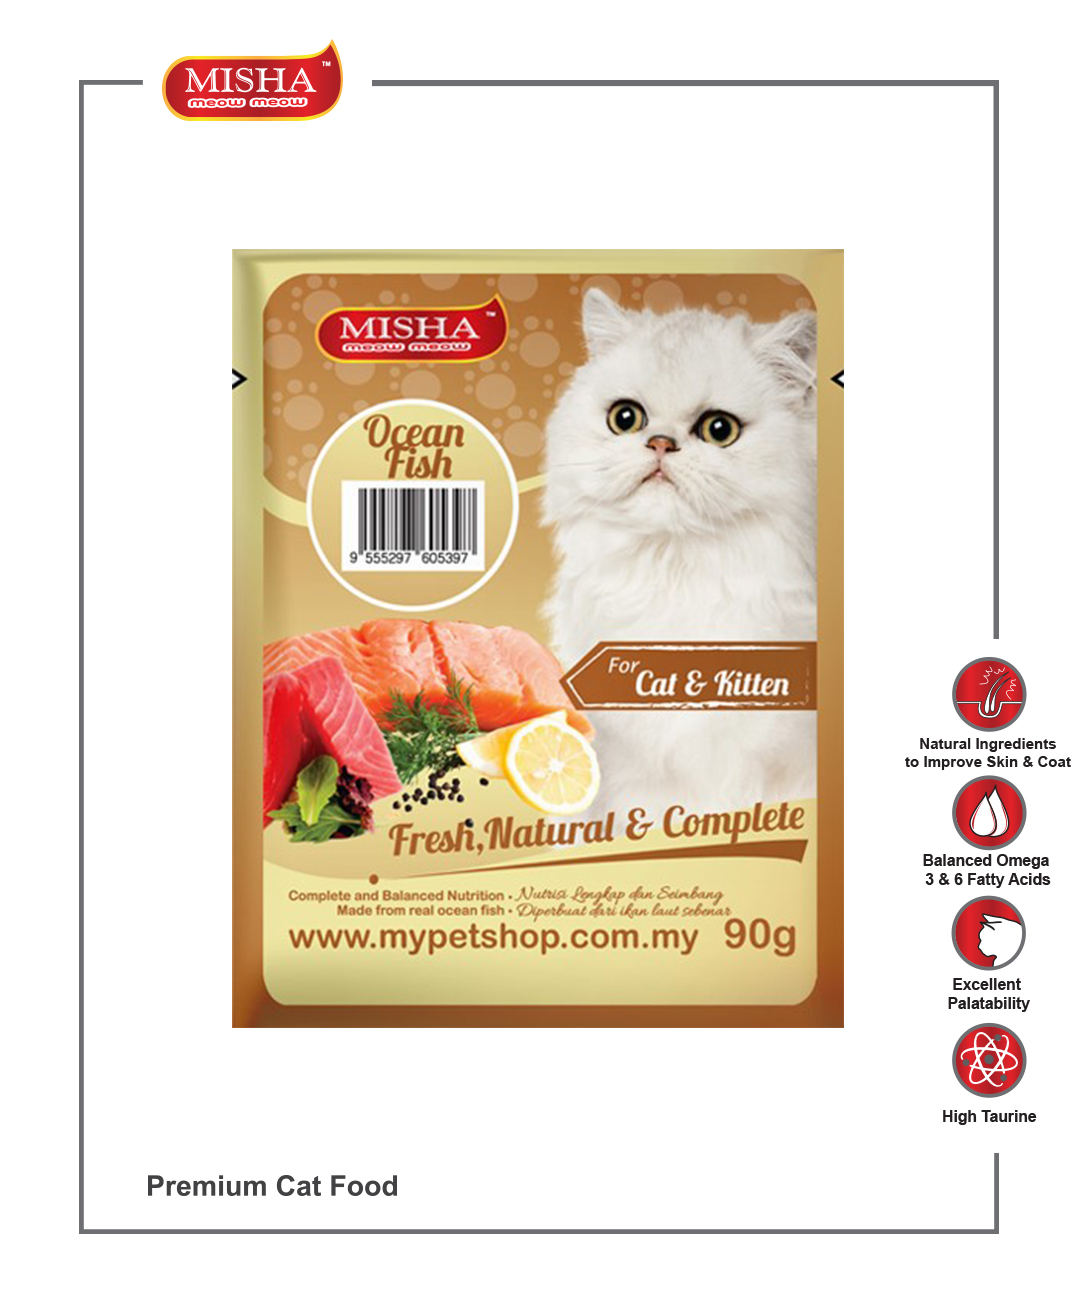 MISHA ™
meow meow
MISHA ™
meow meow
Ocean
Fish
9 555297 605397
For Cat & Kitten
Fresh, Natural & Complete
Complete and Balanced Nutrition • Nutrisi Lengkap dan Seimbang
Made from real ocean fish • Diperbuat dari ikan laut sebenar
www.mypetshop.com.my 90g
Natural Ingredients
to Improve Skin & Coat
Balanced Omega
3 & 6 Fatty Acids
Excellent
Palatability
High Taurine
Premium Cat Food